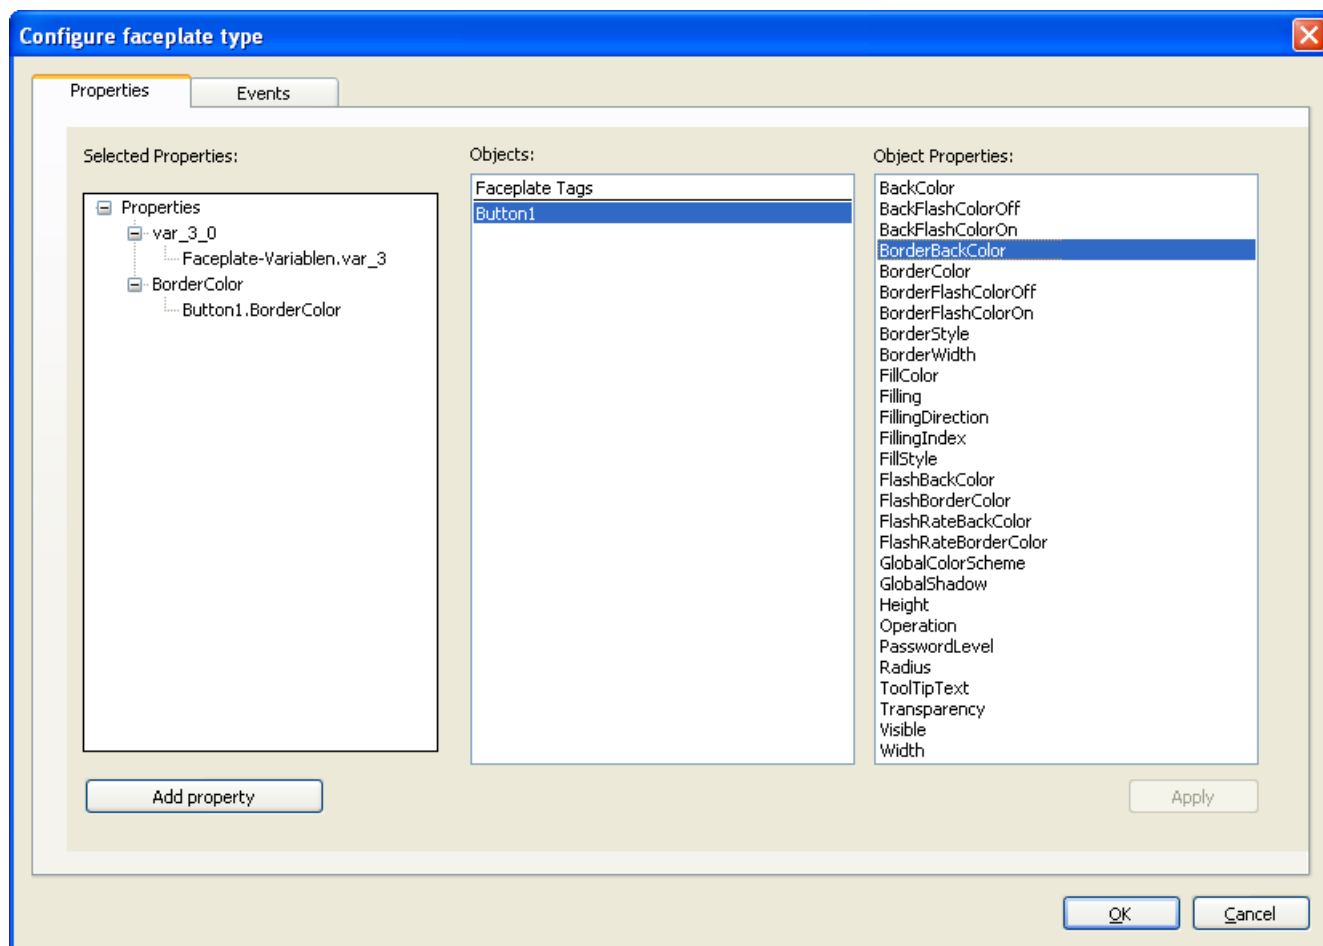 Configure faceplate type
Properties
Events
Selected Properties:
Properties
var_3_0
Faceplate-Variablen.var_3
BorderColor
Button1.BorderColor
Add property
Objects:
Faceplate Tags
Button1
Object Properties:
BackColor
BackFlashColorOff
BackFlashColorOn
BorderBackColor
BorderColor
BorderFlashColorOff
BorderFlashColorOn
BorderStyle
BorderWidth
FillColor
Filling
FillingDirection
FillingIndex
FillStyle
FlashBackColor
FlashBorderColor
FlashRateBackColor
FlashRateBorderColor
GlobalColorScheme
GlobalShadow
Height
Operation
PasswordLevel
Radius
ToolTipText
Transparency
Visible
Width
Apply
OK
Cancel